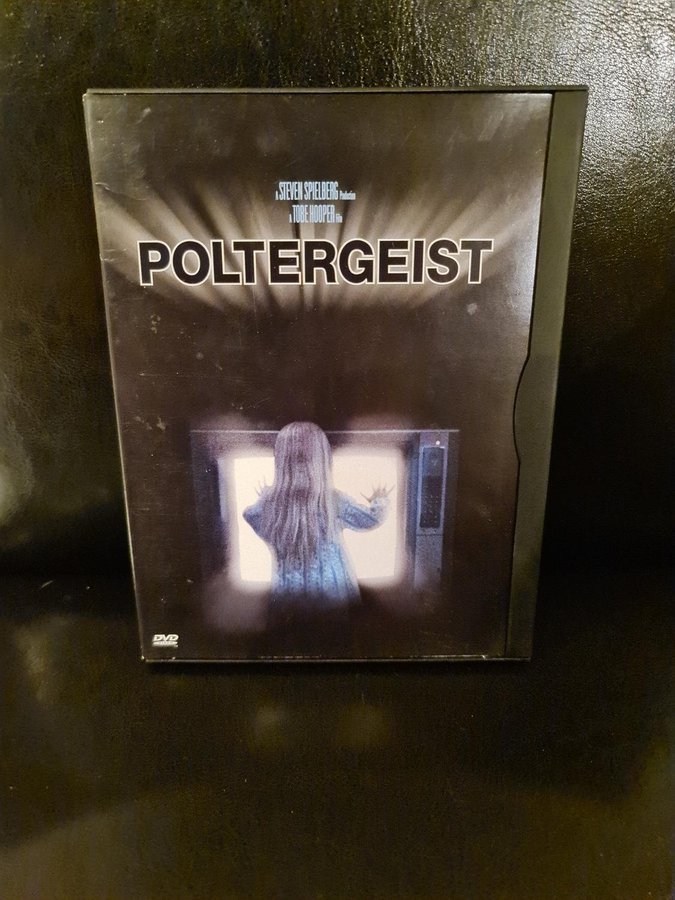 A STEVEN SPIELBERG Production
A TOBE HOOPER Film
POLTERGEIST
DVD